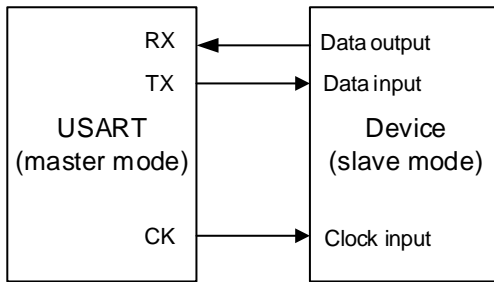 RX
Data output
TX
Data input
USART
(master mode)
Device
(slave mode)
CK
Clock input